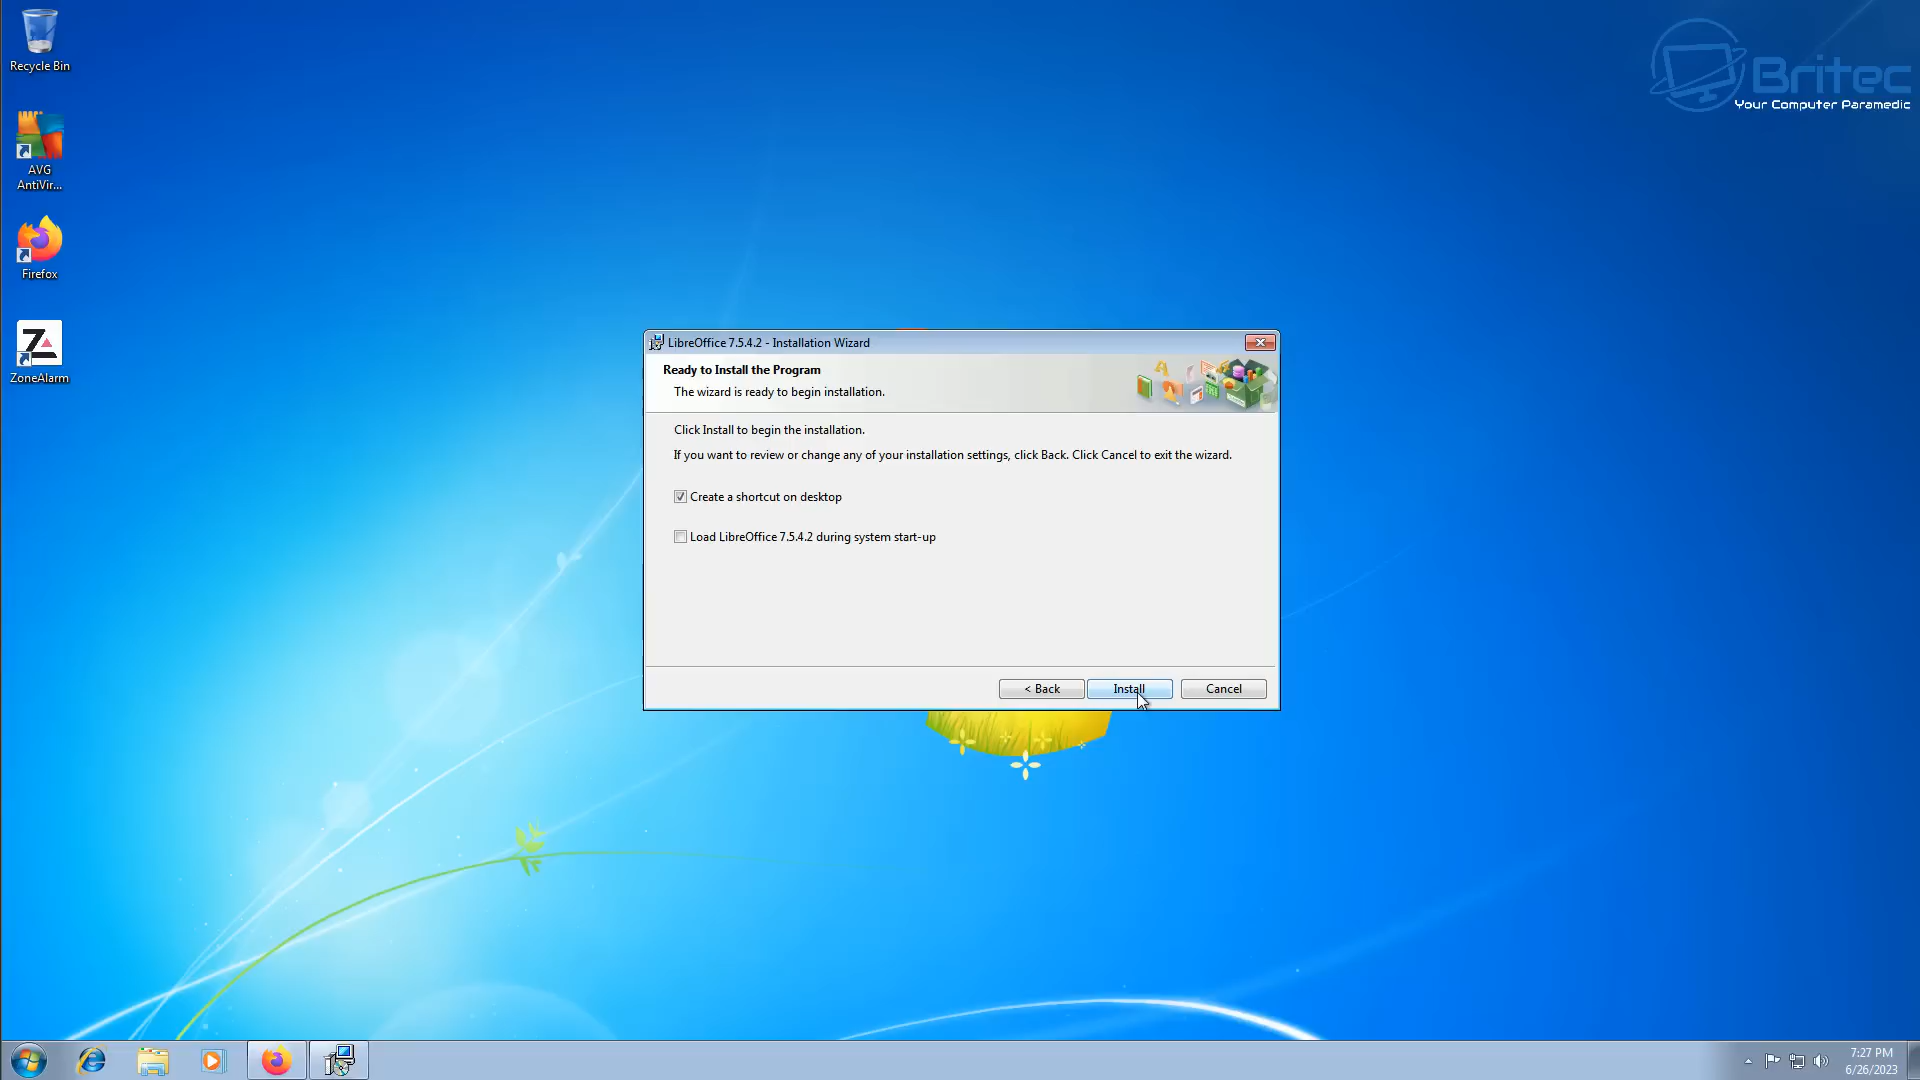 Recycle Bin
AVG
AntiVir...
Firefox
ZoneAlarm
Britec
Your Computer Paramedic
LibreOffice 7.5.4.2 - Installation Wizard
Ready to Install the Program
The wizard is ready to begin installation.
Click Install to begin the installation.
If you want to review or change any of your installation settings, click Back. Click Cancel to exit the wizard.
Create a shortcut on desktop
Load LibreOffice 7.5.4.2 during system start-up
< Back
Install
Cancel
7:27 PM
6/26/2023